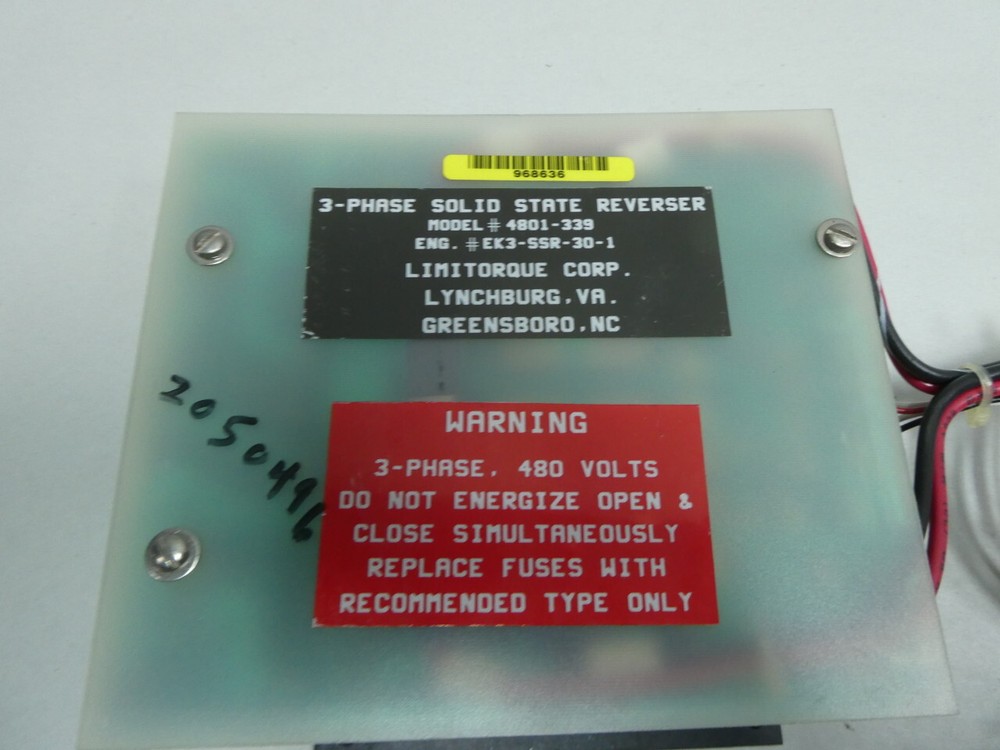 968636
3-PHASE SOLID STATE REVERSER
MODEL # 4801-339
ENG. # EK3-SSR-30-1
LIMITORQUE CORP.
LYNCHBURG, VA.
GREENSBORO, NC
2050496
WARNING
3-PHASE, 480 VOLTS
DO NOT ENERGIZE OPEN &
CLOSE SIMULTANEOUSLY
REPLACE FUSES WITH
RECOMMENDED TYPE ONLY